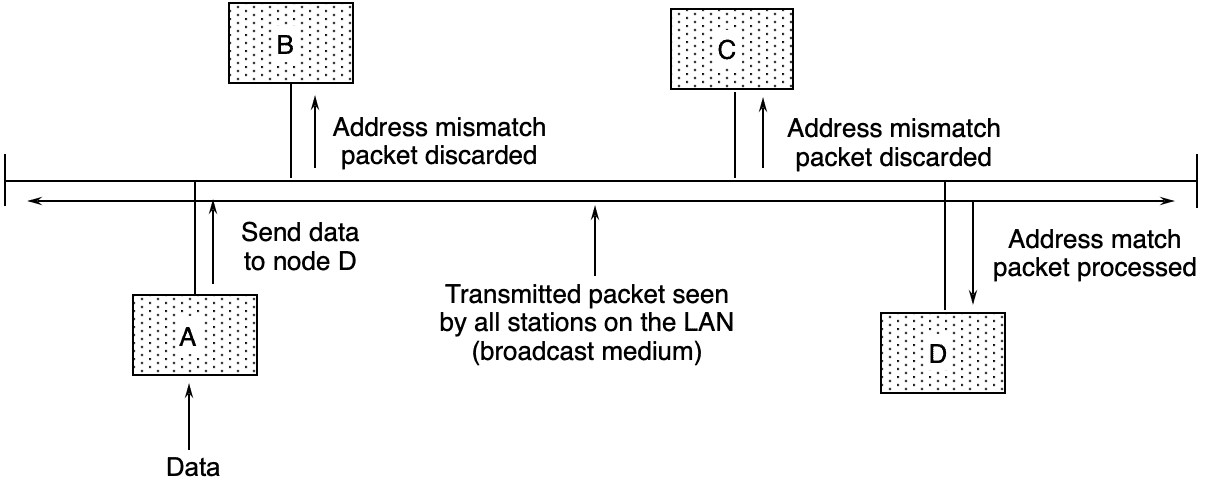 B
C
Address mismatch
packet discarded
Address mismatch
packet discarded
Send data
to node D
Address match
packet processed
Transmitted packet seen
by all stations on the LAN
(broadcast medium)
A
D
Data